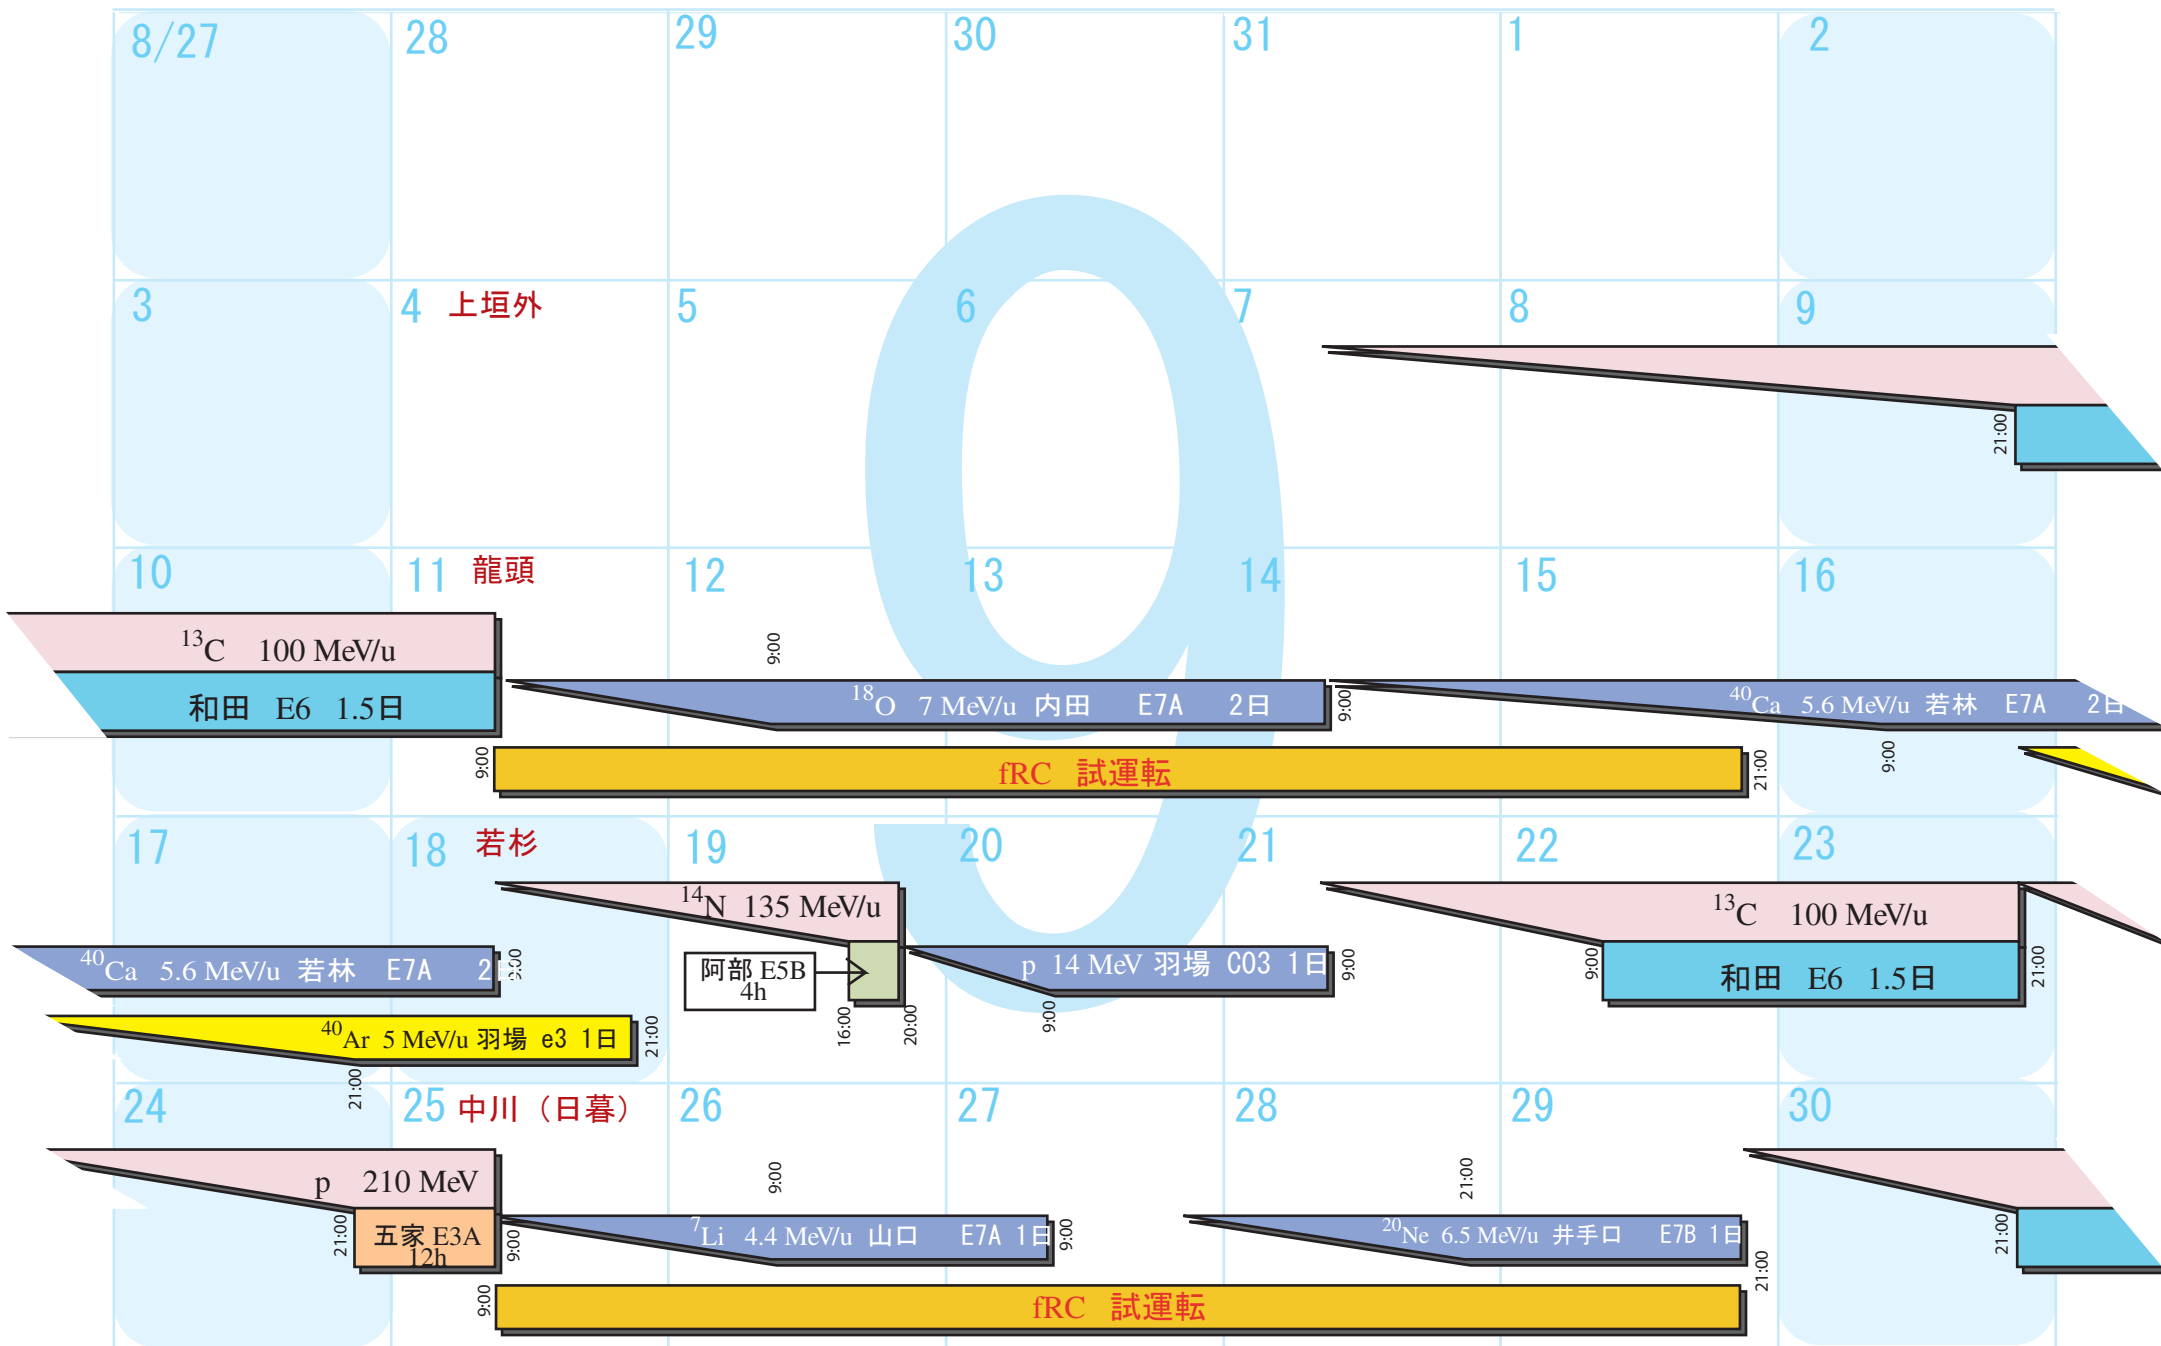 8/27 28 29 30 31 1 2
3 4 上垣外 5 6 7 8 9
21:00
10 11 龍頭 12 13 14 15 16
13C 100 MeV/u
和田 E6 1.5日
9:00
18O 7 MeV/u 内田 E7A 2日
9:00
40Ca 5.6 MeV/u 若林 E7A 2日
9:00
9:00
fRC 試運転
21:00
17 18 若杉 19 20 21 22 23
40Ca 5.6 MeV/u 若林 E7A 2日
9:00
40Ar 5 MeV/u 羽場 e3 1日
21:00
21:00
14N 135 MeV/u
阿部 E5B
4h
16:00
20:00
p 14 MeV 羽場 C03 1日
9:00
9:00
13C 100 MeV/u
9:00
和田 E6 1.5日
21:00
24 25 中川（日暮） 26 27 28 29 30
p 210 MeV
21:00
五家 E3A
12h
9:00
9:00
7Li 4.4 MeV/u 山口 E7A 1日
9:00
21:00
20Ne 6.5 MeV/u 井手口 E7B 1日
21:00
21:00
9:00
fRC 試運転
9